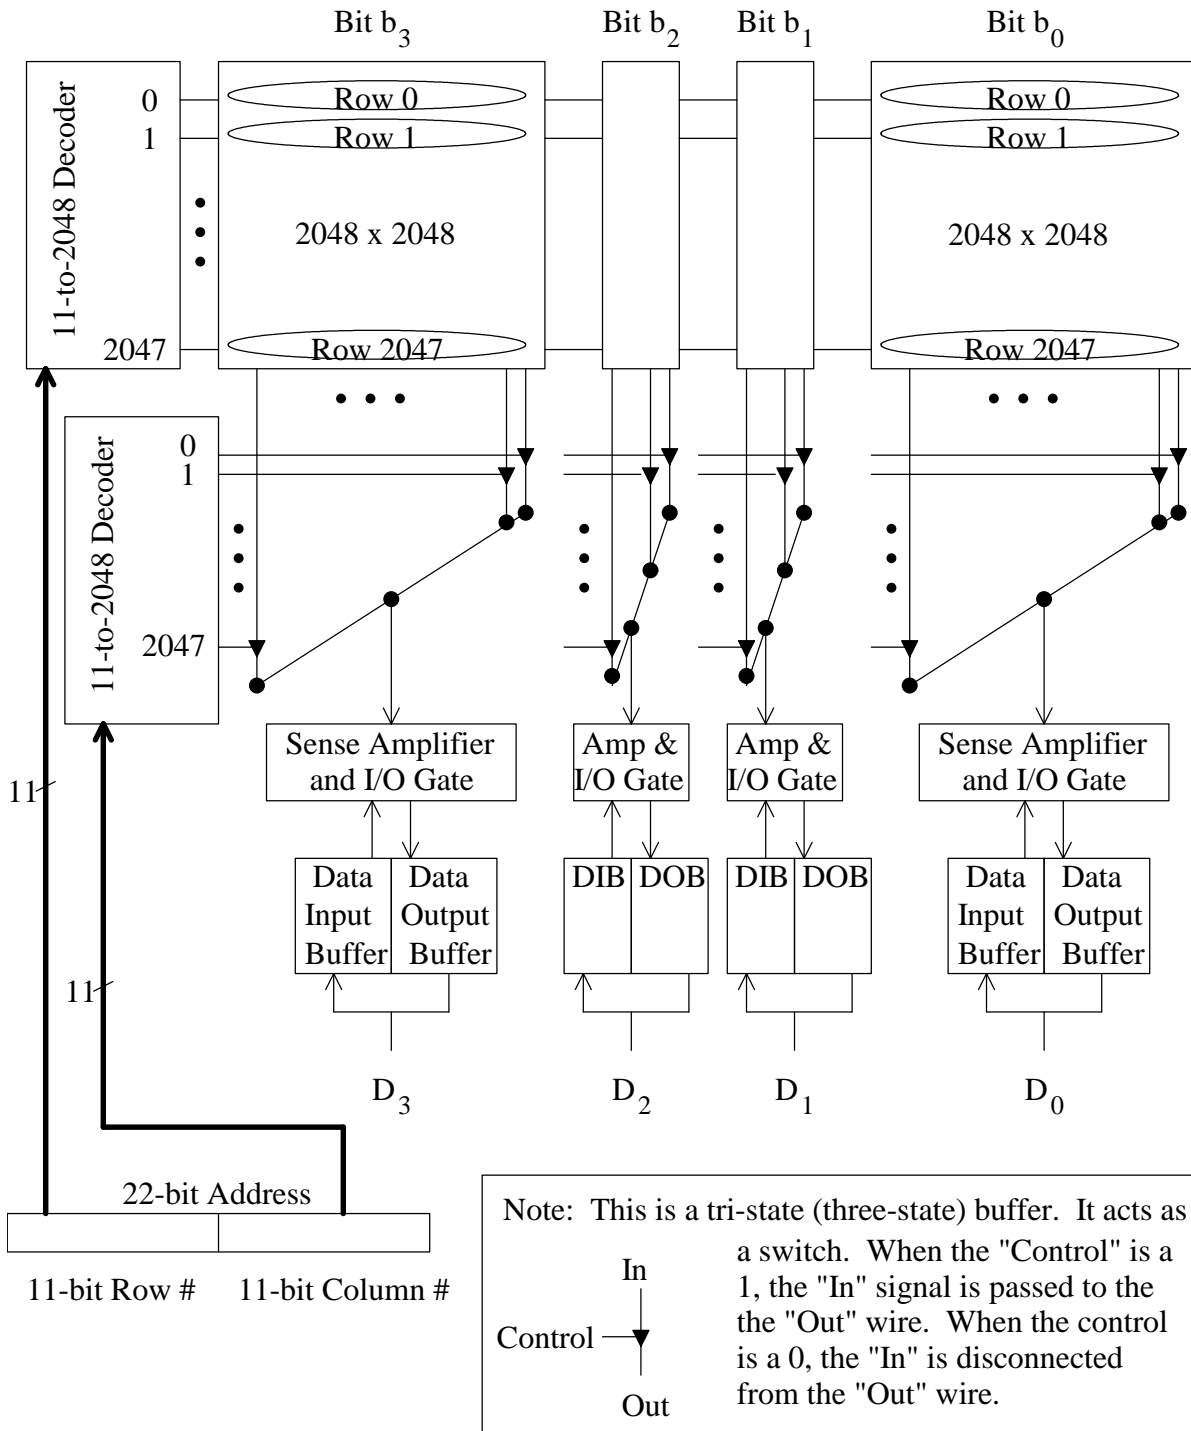 Bit b3
Bit b2
Bit b1
Bit b0
11-to-2048 Decoder
0
1
2047
Row 0
Row 1
2048 x 2048
Row 2047
Row 0
Row 1
2048 x 2048
Row 2047
11-to-2048 Decoder
0
1
2047
Sense Amplifier
and I/O Gate
Amp &
I/O Gate
Amp &
I/O Gate
Sense Amplifier
and I/O Gate
11
11
Data
Input
Buffer
Data
Output
Buffer
DIB
DOB
DIB
DOB
Data
Input
Buffer
Data
Output
Buffer
D3
D2
D1
D0
22-bit Address
11-bit Row #
11-bit Column #
Note: This is a tri-state (three-state) buffer. It acts as
a switch. When the "Control" is a
1, the "In" signal is passed to the
the "Out" wire. When the control
is a 0, the "In" is disconnected
from the "Out" wire.
In
Control
Out